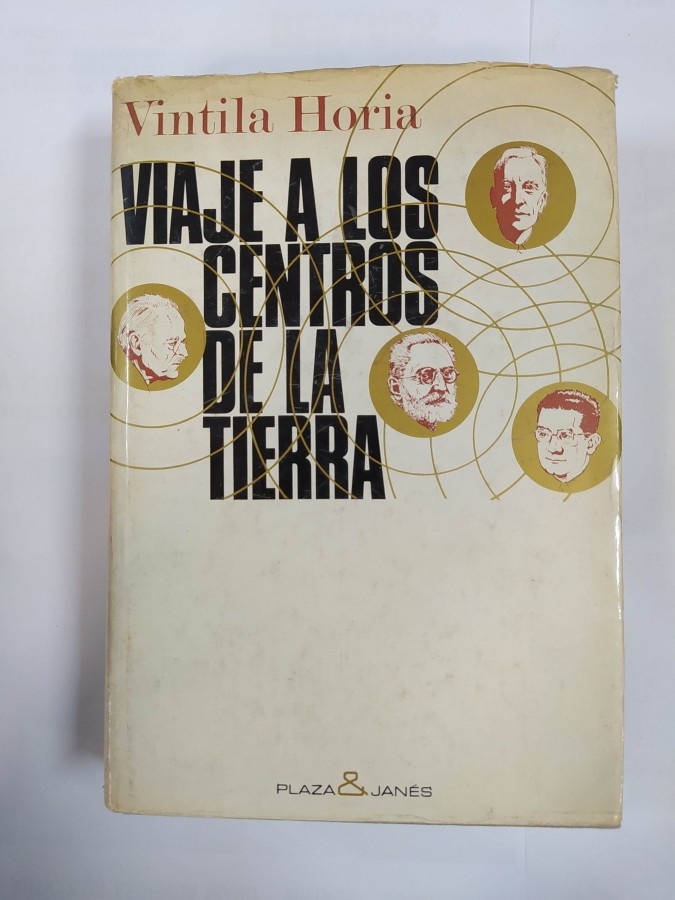 Vintila Horia
VIAJE A LOS
CENTROS
DE LA
TIERRA
PLAZA & JANÉS